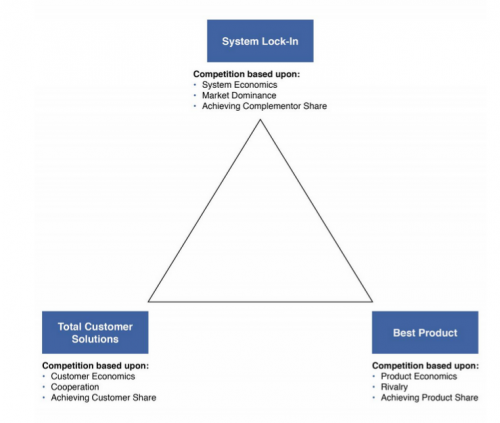 System Lock-In
Competition based upon:
• System Economics
• Market Dominance
• Achieving Complementor Share
Total Customer
Solutions
Competition based upon:
• Customer Economics
• Cooperation
• Achieving Customer Share
Best Product
Competition based upon:
• Product Economics
• Rivalry
• Achieving Product Share